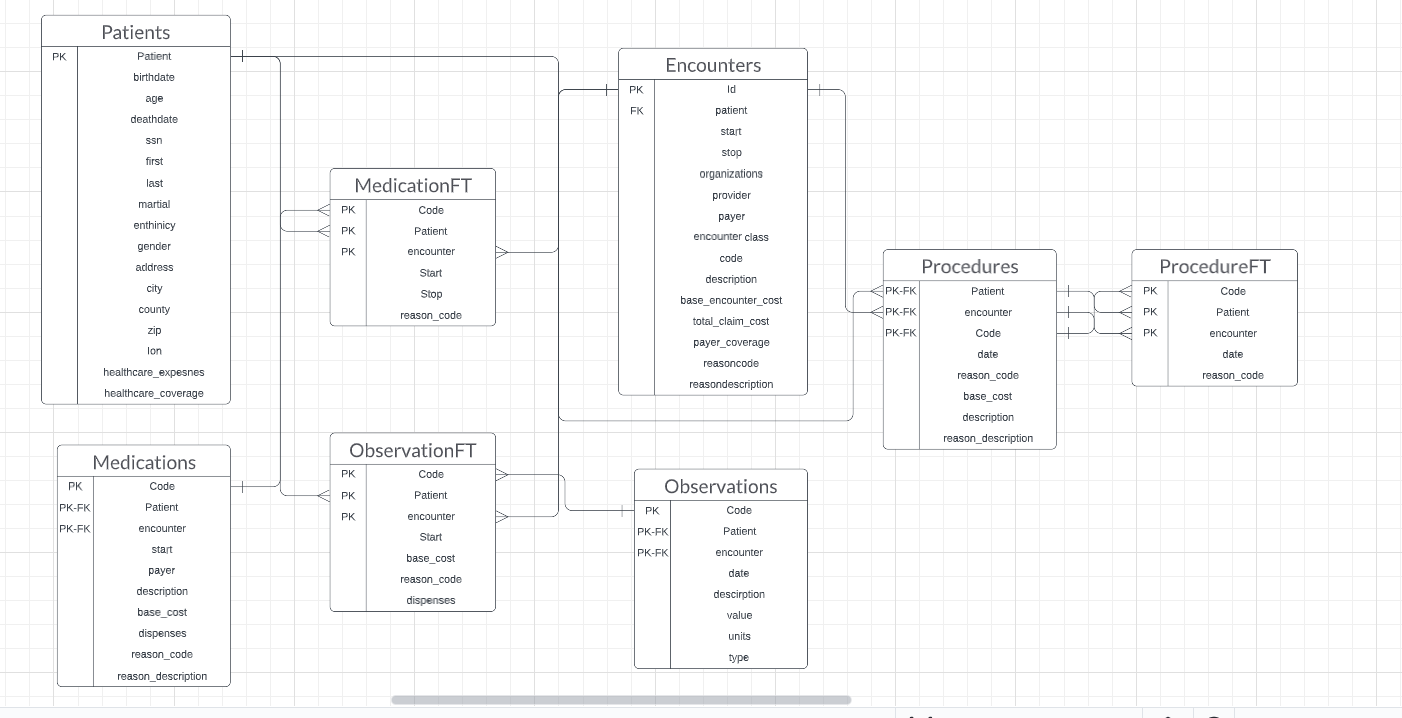 Patients
PK Patient
birthdate
age
deathdate
ssn
first
last
martial
enthinicy
gender
address
city
county
zip
lon
healthcare_expesnes
healthcare_coverage
MedicationFT
PK Code
PK Patient
PK encounter
Start
Stop
reason_code
Encounters
PK Id
FK patient
start
stop
organizations
provider
payer
encounter class
code
description
base_encounter_cost
total_claim_cost
payer_coverage
reasoncode
reasondescription
Procedures
PK-FK Patient
PK-FK encounter
PK-FK Code
date
reason_code
base_cost
description
reason_description
ProcedureFT
PK Code
PK Patient
PK encounter
date
reason_code
Medications
PK Code
PK-FK Patient
PK-FK encounter
start
payer
description
base_cost
dispenses
reason_code
reason_description
ObservationFT
PK Code
PK Patient
PK encounter
Start
base_cost
reason_code
dispenses
Observations
PK Code
PK-FK Patient
PK-FK encounter
date
descirption
value
units
type